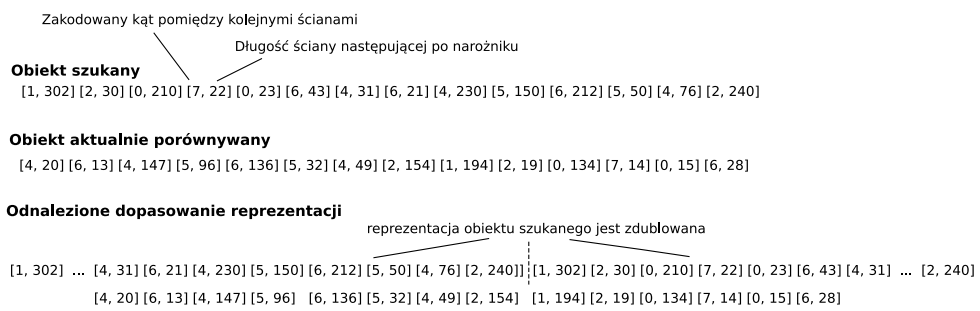 Zakodowany kąt pomiędzy kolejnymi ścianami
Długość ściany następującej po narożniku
Obiekt szukany
[1, 302] [2, 30] [0, 210] [7, 22] [0, 23] [6, 43] [4, 31] [6, 21] [4, 230] [5, 150] [6, 212] [5, 50] [4, 76] [2, 240]
Obiekt aktualnie porównywany
[4, 20] [6, 13] [4, 147] [5, 96] [6, 136] [5, 32] [4, 49] [2, 154] [1, 194] [2, 19] [0, 134] [7, 14] [0, 15] [6, 28]
Odnalezione dopasowanie reprezentacji
reprezentacja obiektu szukanego jest zdublowana
[1, 302] ... [4, 31] [6, 21] [4, 230] [5, 150] [6, 212] [5, 50] [4, 76] [2, 240]] [1, 302] [2, 30] [0, 210] [7, 22] [0, 23] [6, 43] [4, 31] ... [2, 240]
[4, 20] [6, 13] [4, 147] [5, 96] [6, 136] [5, 32] [4, 49] [2, 154] [1, 194] [2, 19] [0, 134] [7, 14] [0, 15] [6, 28]